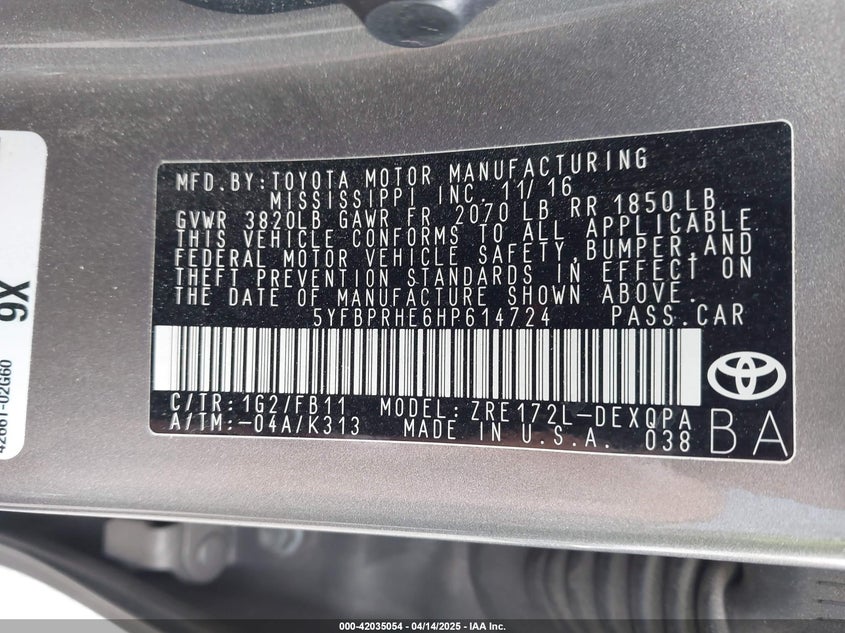 MFD.BY:TOYOTA MOTOR MANUFACTURING
MISSISSIPPI INC. 11/16
GVWR 3820LB GAWR FR 2070LB RR 1850LB
THIS VEHICLE CONFORMS TO ALL APPLICABLE
FEDERAL MOTOR VEHICLE SAFETY,BUMPER,AND
THEFT PREVENTION STANDARDS IN EFFECT ON
THE DATE OF MANUFACTURE SHOWN ABOVE.
5YFBPRHE6HP614724 PASS.CAR
C/TR:1G2/FB11 MODEL:ZRE172L-DEXQPA
A/TM:-04A/K313 MADE IN U.S.A. 038
BA
9X
42661-02G60
000-42035054 - 04/14/2025 - IAA Inc.